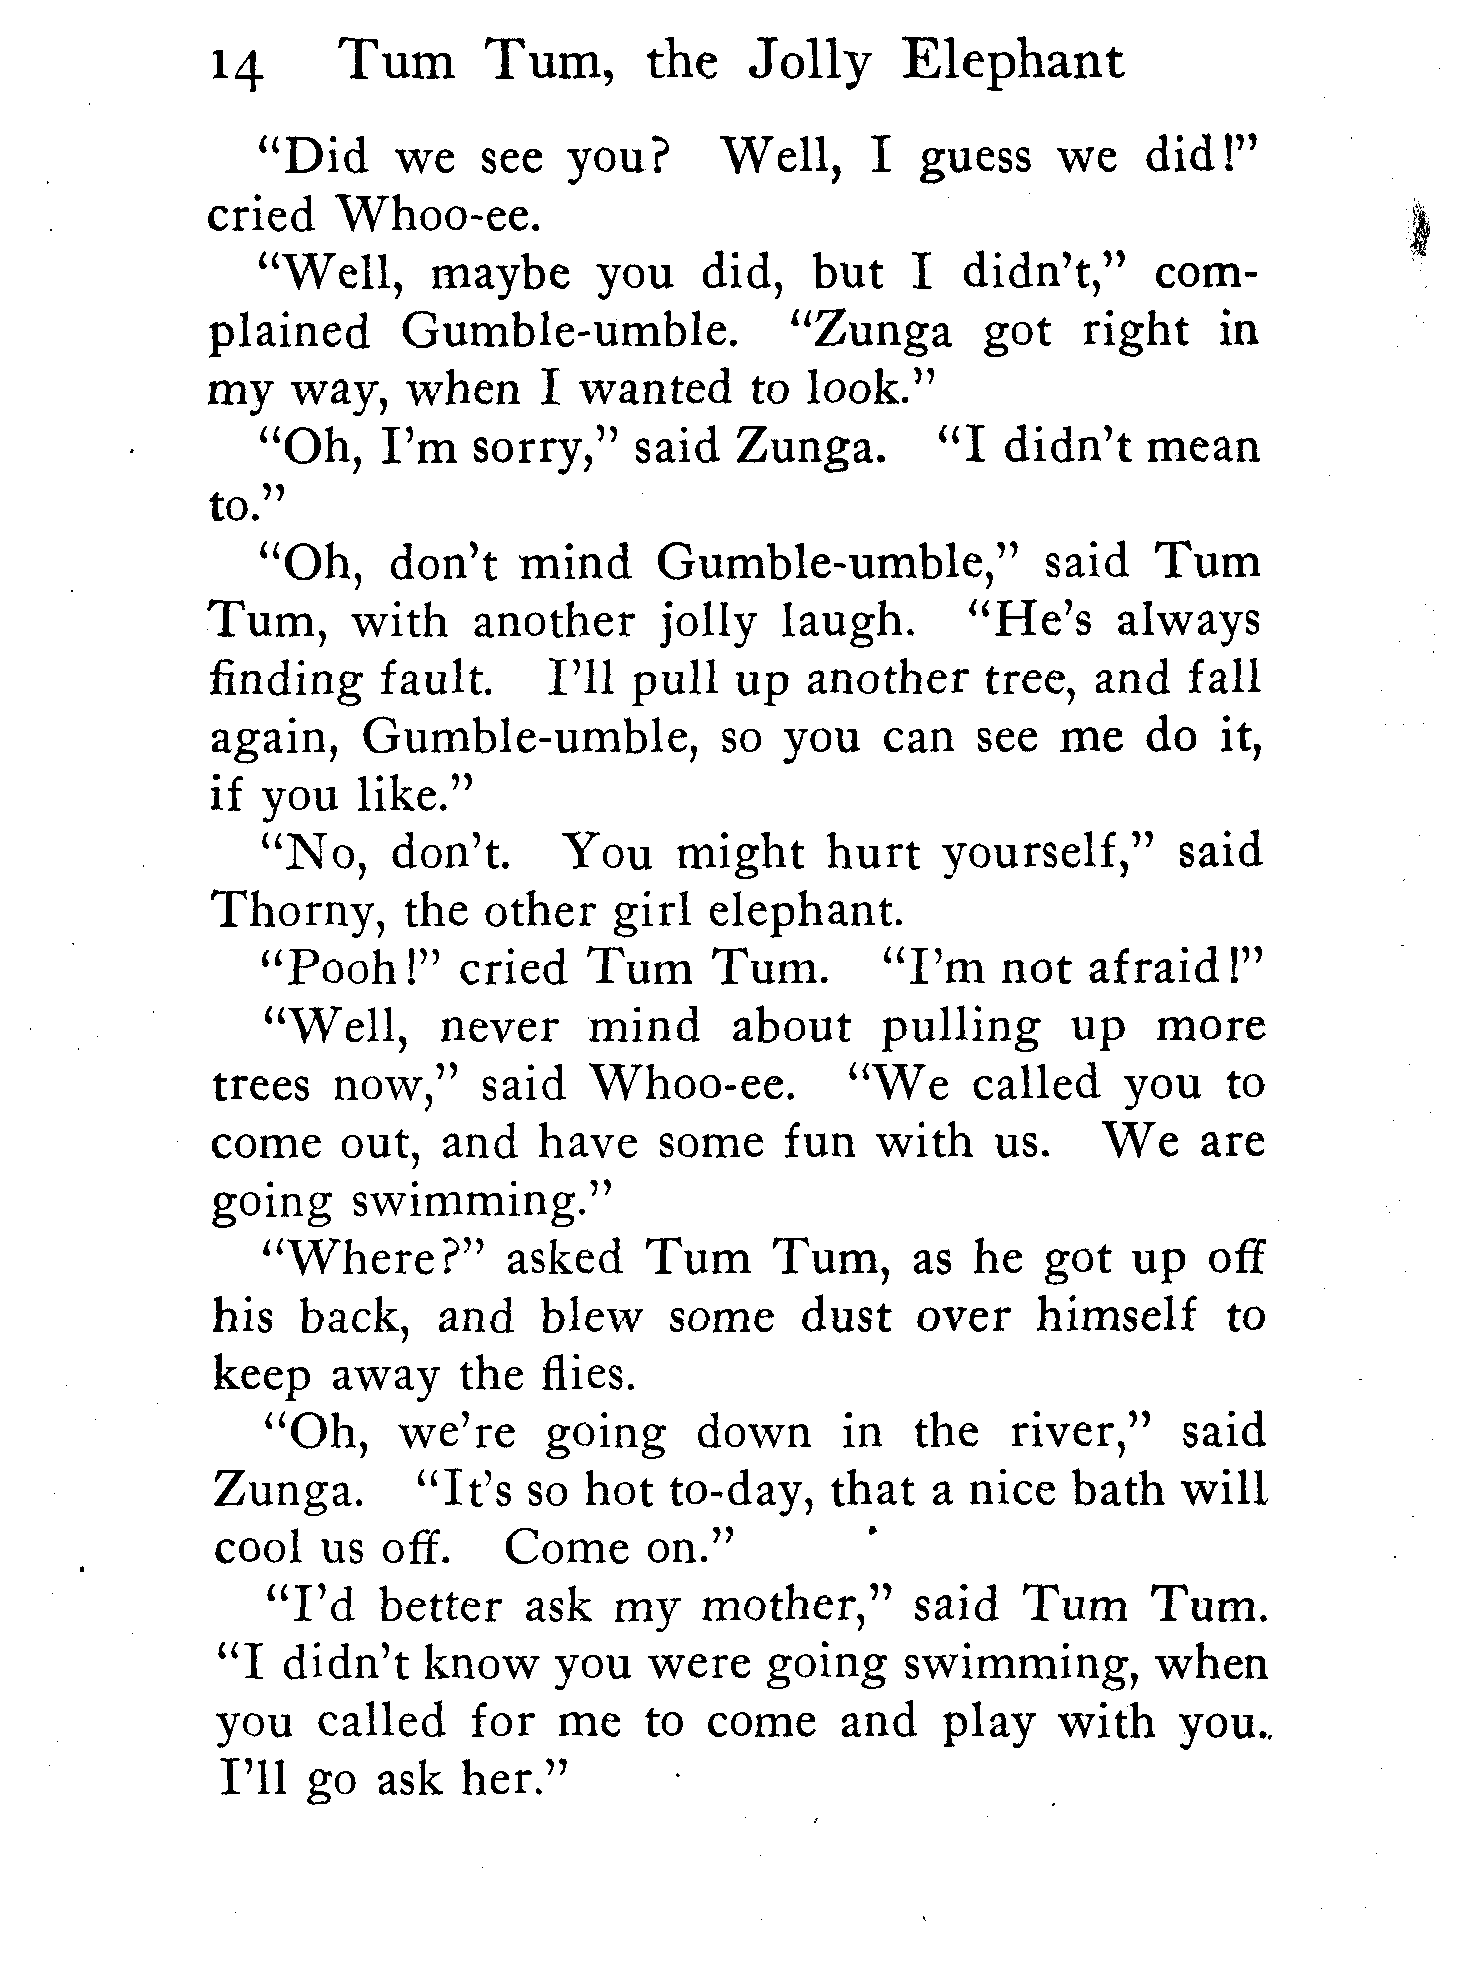 14 Tum Tum, the Jolly Elephant
“Did we see you? Well, I guess we did!”
cried Whoo-ee.
“Well, maybe you did, but I didn’t,” com-
plained Gumble-umble. “Zunga got right in
my way, when I wanted to look.”
“Oh, I’m sorry,” said Zunga. “I didn’t mean
to.”
“Oh, don’t mind Gumble-umble,” said Tum
Tum, with another jolly laugh. “He’s always
finding fault. I’ll pull up another tree, and fall
again, Gumble-umble, so you can see me do it,
if you like.”
“No, don’t. You might hurt yourself,” said
Thorny, the other girl elephant.
“Pooh!” cried Tum Tum. “I’m not afraid!”
“Well, never mind about pulling up more
trees now,” said Whoo-ee. “We called you to
come out, and have some fun with us. We are
going swimming.”
“Where?” asked Tum Tum, as he got up off
his back, and blew some dust over himself to
keep away the flies.
“Oh, we’re going down in the river,” said
Zunga. “It’s so hot to-day, that a nice bath will
cool us off. Come on.”
“I’d better ask my mother,” said Tum Tum.
“I didn’t know you were going swimming, when
you called for me to come and play with you.
I’ll go ask her.”